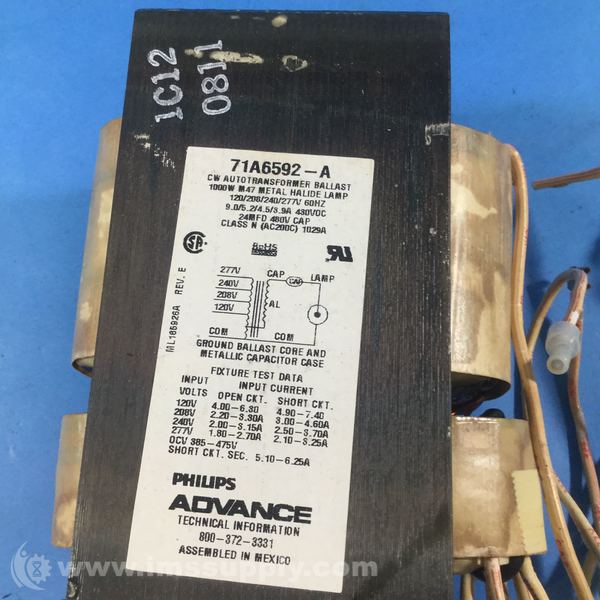 1C12
0811
71A6592-A
CW AUTOTRANSFORMER BALLAST
1000W M47 METAL HALIDE LAMP
120/208/240/277V 60HZ
9.0/5.2/4.5/3.9A 430VOC
24MFD 480V CAP
CLASS N (AC200C) 1029A
SA
RoHS
277V
240V
208V
120V
COM
CAP
CAP
LAMP
AL
COM
ML165926A REV. E
GROUND BALLAST CORE AND
METALLIC CAPACITOR CASE
FIXTURE TEST DATA
INPUT INPUT CURRENT
VOLTS OPEN CKT. SHORT CKT.
120V 4.00-6.30 4.90-7.40
208V 2.20-3.30A 3.00-4.60A
240V 2.00-3.15A 2.50-3.70A
277V 1.80-2.70A 2.10-3.25A
OCV 385-475V
SHORT CKT. SEC. 5.10-6.25A
PHILIPS
ADVANCE
TECHNICAL INFORMATION
800-372-3331
ASSEMBLED IN MEXICO
www.imssupply.com